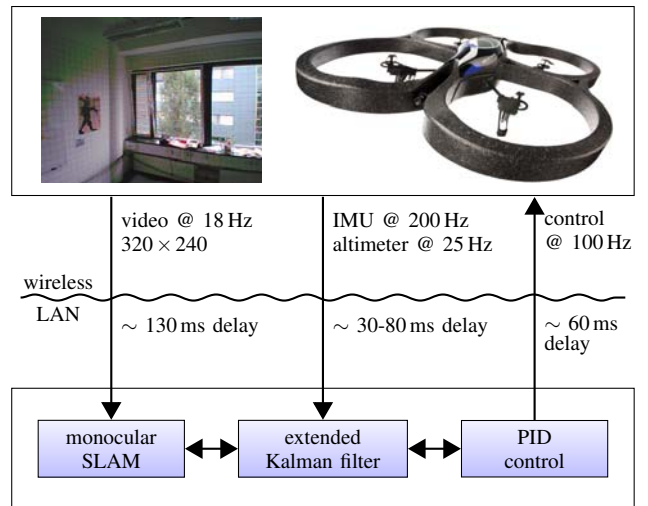 video @ 18 Hz
320 × 240
IMU @ 200 Hz
altimeter @ 25 Hz
control
@ 100 Hz
wireless
LAN
∼ 130 ms delay
∼ 30-80 ms delay
∼ 60 ms
delay
monocular
SLAM
extended
Kalman filter
PID
control